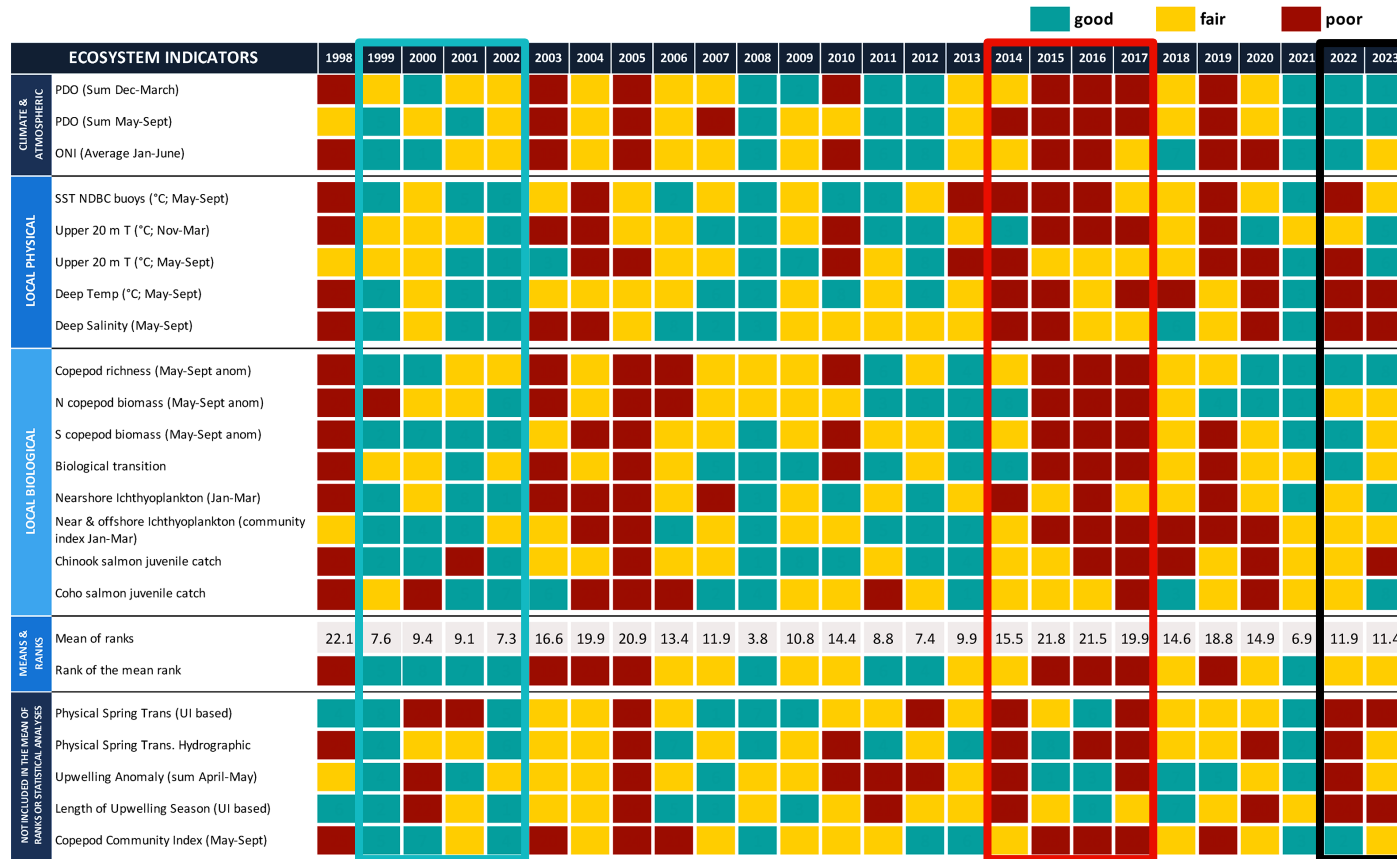 good fair poor
ECOSYSTEM INDICATORS 1998 1999 2000 2001 2002 2003 2004 2005 2006 2007 2008 2009 2010 2011 2012 2013 2014 2015 2016 2017 2018 2019 2020 2021 2022 2023
CLIMATE &
ATMOSPHERIC
PDO (Sum Dec-March)
PDO (Sum May-Sept)
ONI (Average Jan-June)
LOCAL PHYSICAL
SST NDBC buoys (°C; May-Sept)
Upper 20 m T (°C; Nov-Mar)
Upper 20 m T (°C; May-Sept)
Deep Temp (°C; May-Sept)
Deep Salinity (May-Sept)
LOCAL BIOLOGICAL
Copepod richness (May-Sept anom)
N copepod biomass (May-Sept anom)
S copepod biomass (May-Sept anom)
Biological transition
Nearshore Ichthyoplankton (Jan-Mar)
Near & offshore Ichthyoplankton (community
index Jan-Mar)
Chinook salmon juvenile catch
Coho salmon juvenile catch
MEANS &
RANKS
Mean of ranks 22.1 7.6 9.4 9.1 7.3 16.6 19.9 20.9 13.4 11.9 3.8 10.8 14.4 8.8 7.4 9.9 15.5 21.8 21.5 19.9 14.6 18.8 14.9 6.9 11.9 11.4
Rank of the mean rank
NOT INCLUDED IN THE MEAN OF
RANKS OR STATISTICAL ANALYSES
Physical Spring Trans (UI based)
Physical Spring Trans. Hydrographic
Upwelling Anomaly (sum April-May)
Length of Upwelling Season (UI based)
Copepod Community Index (May-Sept)